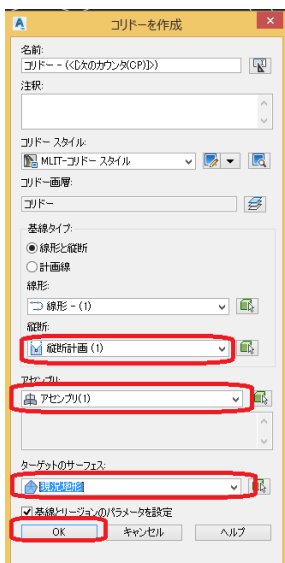 コリドーを作成
名前:
コリドー - (<[次のカウンタ(CP)]>)
注釈:
コリドー スタイル:
MLIT-コリドー スタイル
コリドー画層:
コリドー
基線タイプ:
線形と縦断
計画線
線形:
線形 - (1)
縦断:
縦断計画 (1)
アセンブリ:
アセンブリ(1)
ターゲットのサーフェス:
現況地形
基線とリージョンのパラメータを設定
OK キャンセル ヘルプ